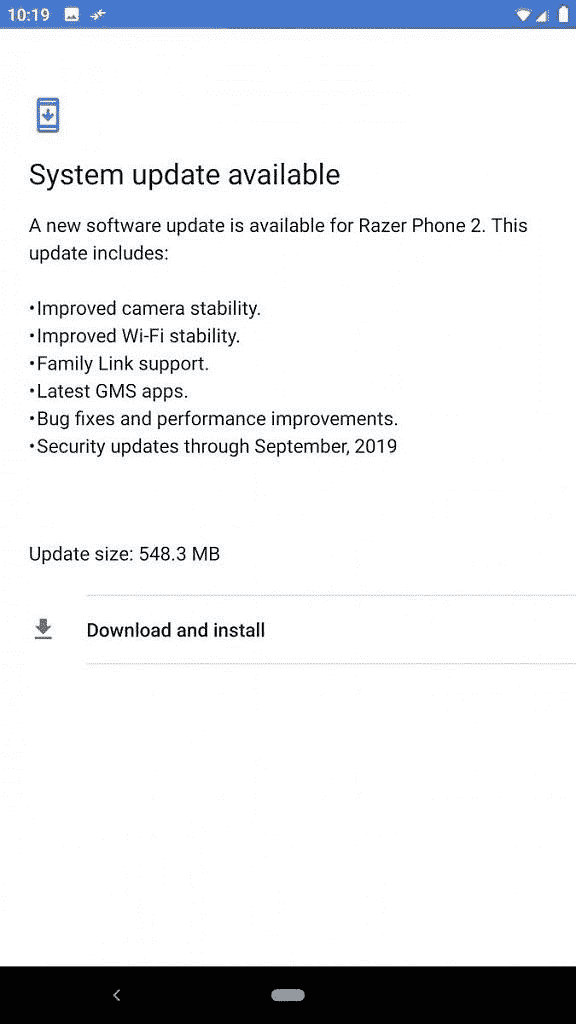 10:19
System update available
A new software update is available for Razer Phone 2. This
update includes:
•Improved camera stability.
•Improved Wi-Fi stability.
•Family Link support.
•Latest GMS apps.
•Bug fixes and performance improvements.
•Security updates through September, 2019
Update size: 548.3 MB
Download and install